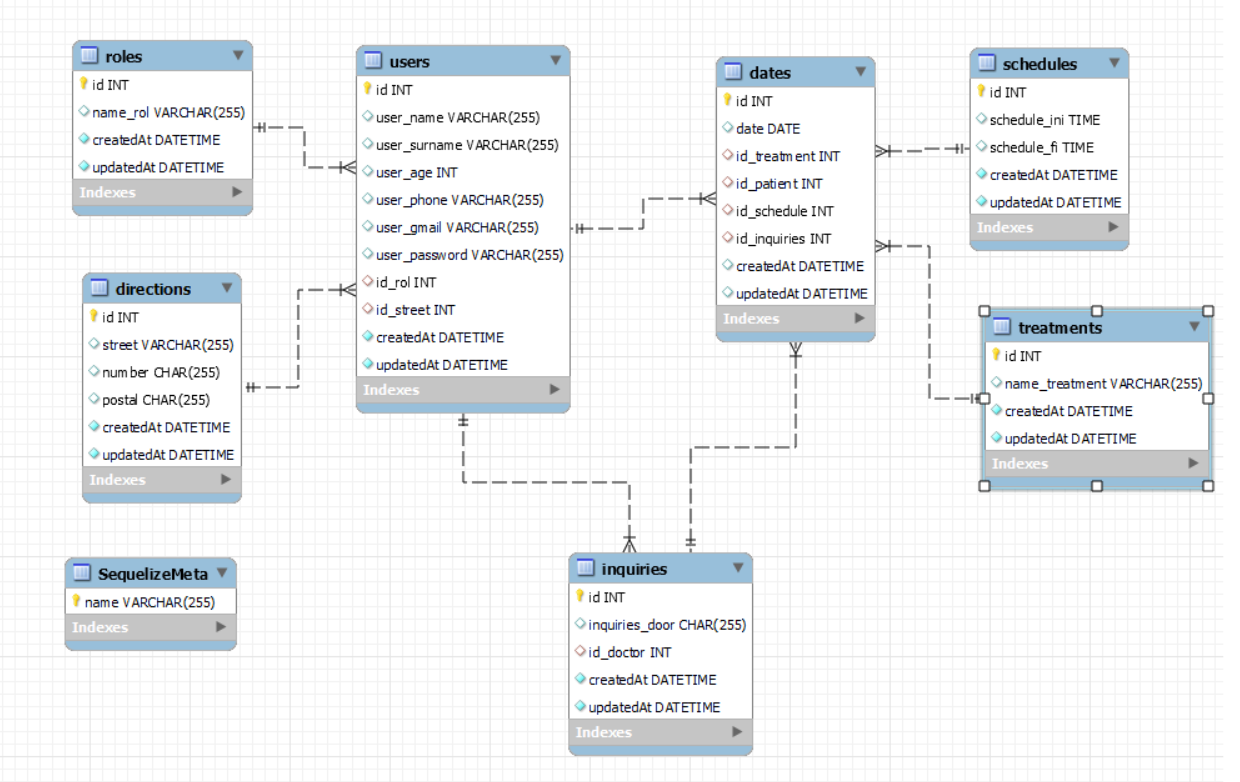 roles
id INT
name_rol VARCHAR(255)
createdAt DATETIME
updatedAt DATETIME
Indexes
users
id INT
user_name VARCHAR(255)
user_surname VARCHAR(255)
user_age INT
user_phone VARCHAR(255)
user_gmail VARCHAR(255)
user_password VARCHAR(255)
id_rol INT
id_street INT
createdAt DATETIME
updatedAt DATETIME
Indexes
dates
id INT
date DATE
id_treatment INT
id_patient INT
id_schedule INT
id_inquiries INT
createdAt DATETIME
updatedAt DATETIME
Indexes
schedules
id INT
schedule_ini TIME
schedule_fi TIME
createdAt DATETIME
updatedAt DATETIME
Indexes
directions
id INT
street VARCHAR(255)
number CHAR(255)
postal CHAR(255)
createdAt DATETIME
updatedAt DATETIME
Indexes
treatments
id INT
name_treatment VARCHAR(255)
createdAt DATETIME
updatedAt DATETIME
Indexes
SequelizeMeta
name VARCHAR(255)
Indexes
inquiries
id INT
inquiries_door CHAR(255)
id_doctor INT
createdAt DATETIME
updatedAt DATETIME
Indexes